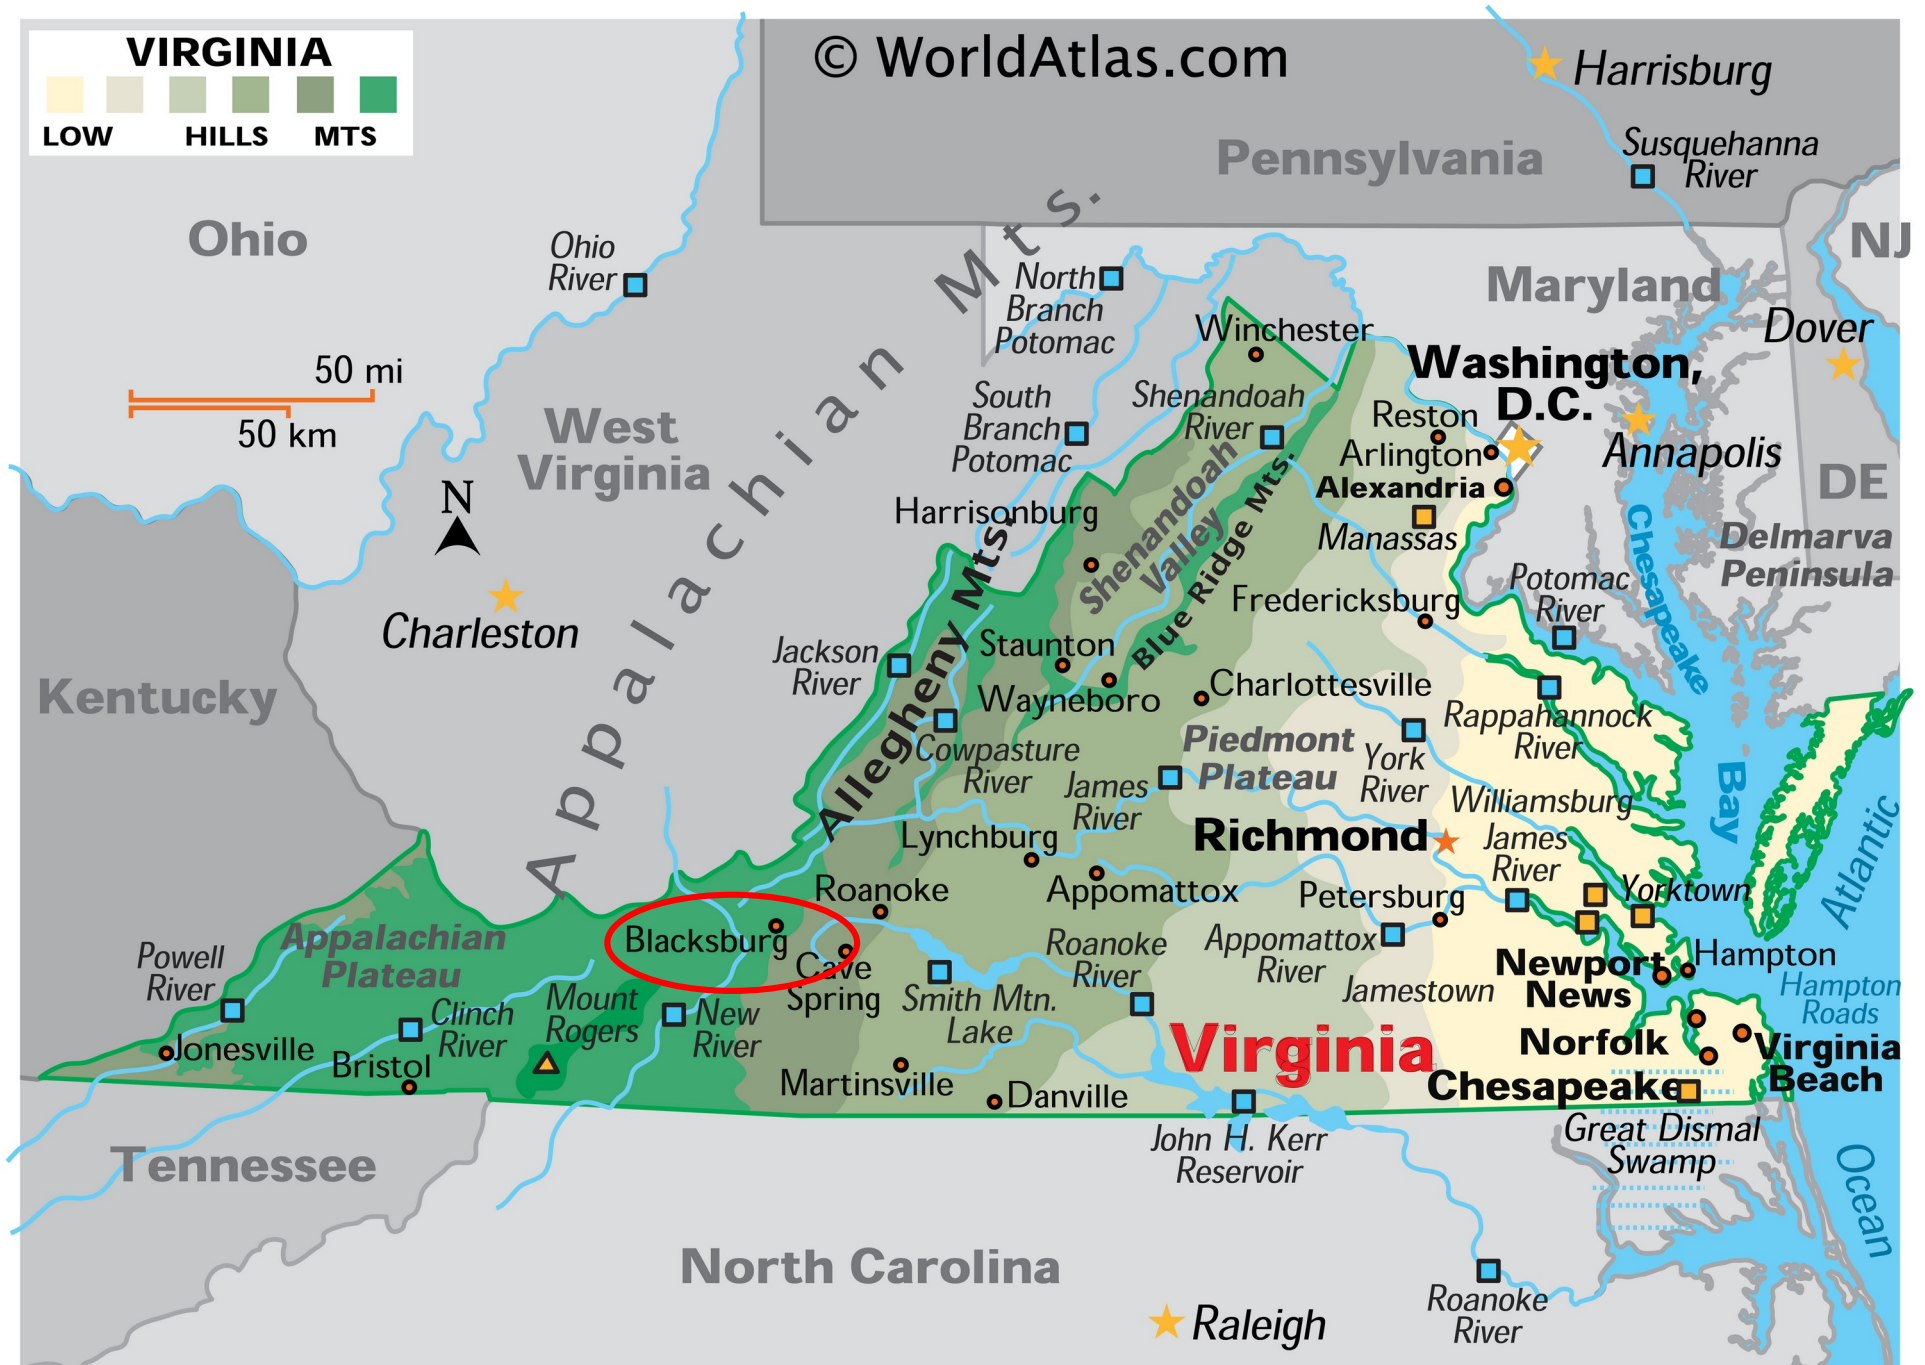 VIRGINIA
LOW HILLS MTS
© WorldAtlas.com
Harrisburg
Susquehanna
River
Pennsylvania
Ohio
Ohio
River
Appalachian Mts.
North
Branch
Potomac
Maryland
NJ
Dover
Winchester
Washington,
D.C.
50 mi
50 km
West
Virginia
South
Branch
Potomac
Shenandoah
River
Reston
Arlington
Alexandria
Annapolis
DE
N
Harrisonburg
Shenandoah
Valley
Blue Ridge Mts.
Manassas
Chesapeake
Bay
Delmarva
Peninsula
Charleston
Allegheny Mts.
Fredericksburg
Potomac
River
Kentucky
Jackson
River
Staunton
Wayneboro
Charlottesville
Rappahannock
River
Cowpasture
River
James
River
Piedmont
Plateau
York
River
Williamsburg
Lynchburg
Richmond
James
River
Atlantic
Ocean
Roanoke
Appomattox
Petersburg
Yorktown
Powell
River
Appalachian
Plateau
Blacksburg
Cave
Spring
Roanoke
River
Appomattox
River
Jamestown
Newport
News
Hampton
Hampton
Roads
Mount
Rogers
New
River
Smith Mtn.
Lake
Clinch
River
Jonesville
Bristol
Martinsville
Danville
Virginia
Norfolk
Virginia
Beach
Chesapeake
Great Dismal
Swamp
John H. Kerr
Reservoir
Tennessee
North Carolina
Raleigh
Roanoke
River